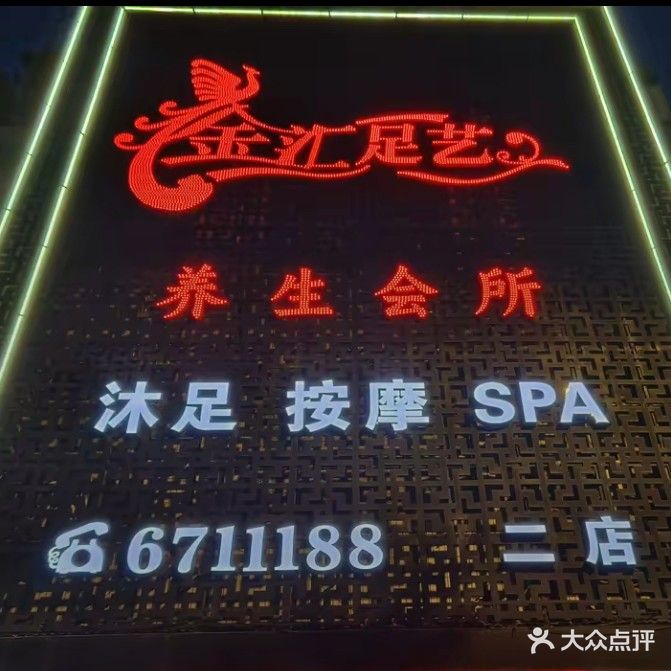 金汇足艺
养生会所
沐足 按摩 SPA
☎6711188 二店
大众点评